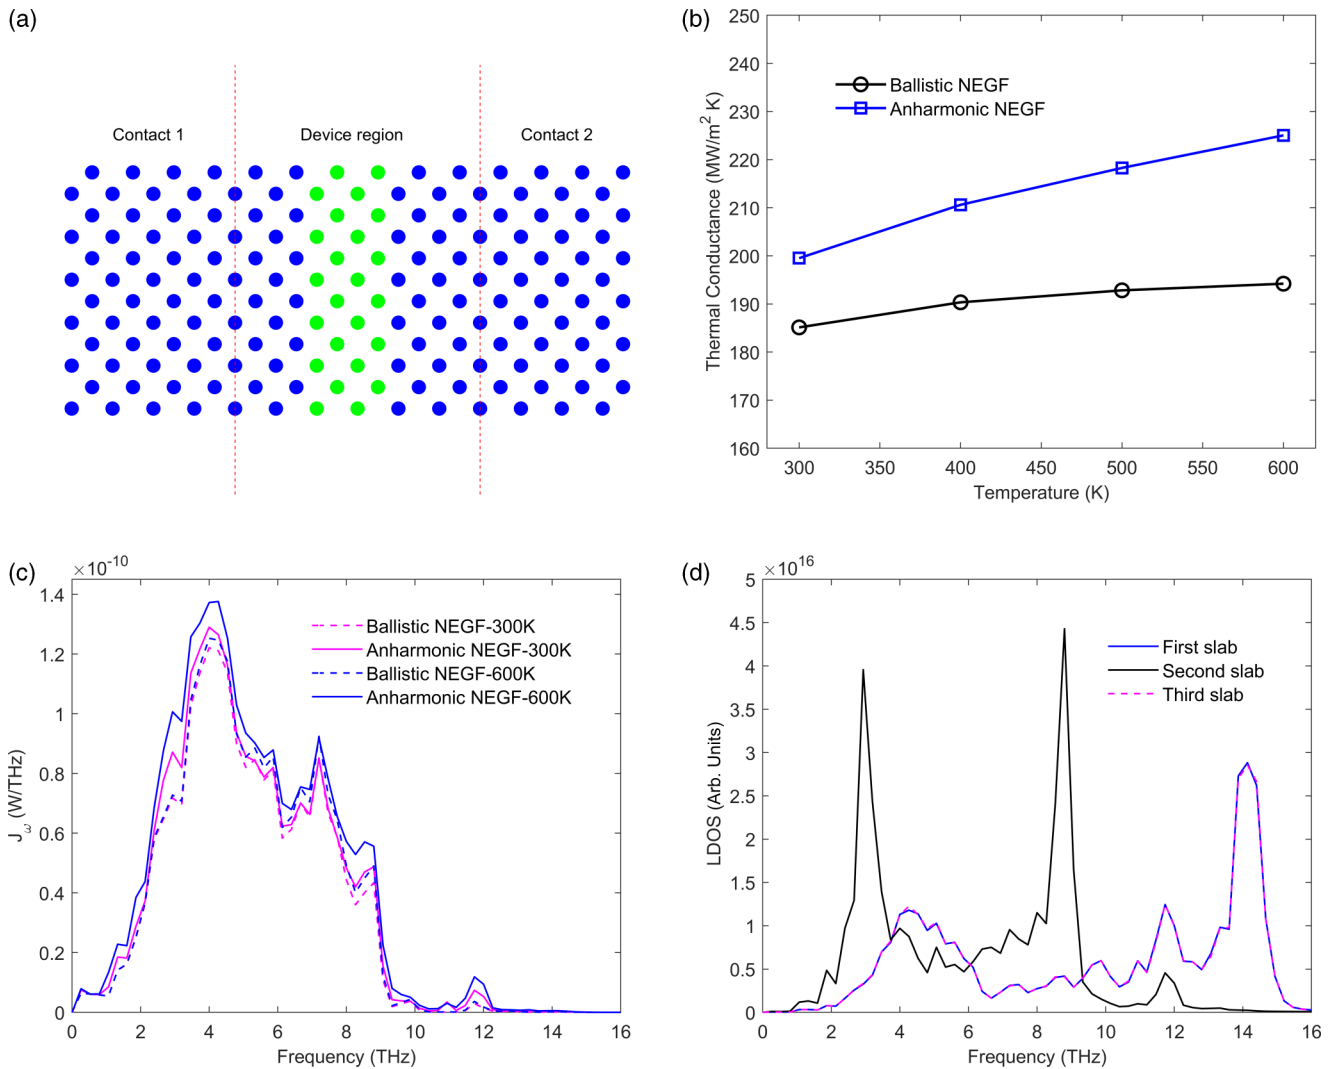 (a)
Contact 1 Device region Contact 2
(b)
250
240
230
220
210
200
190
180
170
160
Thermal Conductance (MW/m² K)
Ballistic NEGF
Anharmonic NEGF
300 350 400 450 500 550 600
Temperature (K)
(c)
×10⁻¹⁰
1.4
1.2
1
0.8
0.6
0.4
0.2
0
J_ω (W/THz)
Ballistic NEGF-300K
Anharmonic NEGF-300K
Ballistic NEGF-600K
Anharmonic NEGF-600K
0 2 4 6 8 10 12 14 16
Frequency (THz)
(d)
×10¹⁶
5
4.5
4
3.5
3
2.5
2
1.5
1
0.5
0
LDOS (Arb. Units)
First slab
Second slab
Third slab
0 2 4 6 8 10 12 14 16
Frequency (THz)